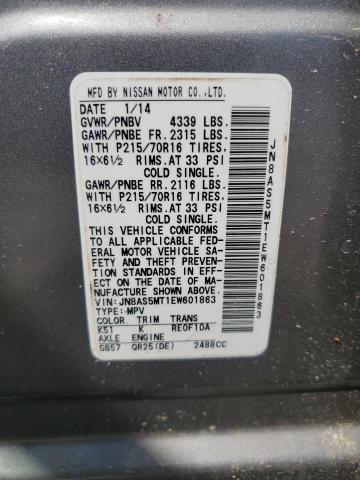 MFD BY NISSAN MOTOR CO.,LTD.
DATE 1/14
GVWR/PNBV 4339 LBS.
GAWR/PNBE FR. 2315 LBS.
WITH P215/70R16 TIRES,
16×6½ RIMS.AT 33 PSI
COLD SINGLE.
GAWR/PNBE RR. 2116 LBS.
WITH P215/70R16 TIRES,
16×6½ RIMS.AT 33 PSI
COLD SINGLE.
THIS VEHICLE CONFORMS
TO ALL APPLICABLE FED-
ERAL MOTOR VEHICLE SA-
FETY AND THEFT PREVEN-
TION STANDARDS IN EFF-
ECT ON THE DATE OF MA-
NUFACTURE SHOWN ABOVE.
VIN:JN8AS5MT1EW601863
TYPE:MPV
COLOR TRIM TRANS
K51 K RE0F10A
AXLE ENGINE
GB57 QR25(DE) 2488CC
JN8AS5MT1EW601863